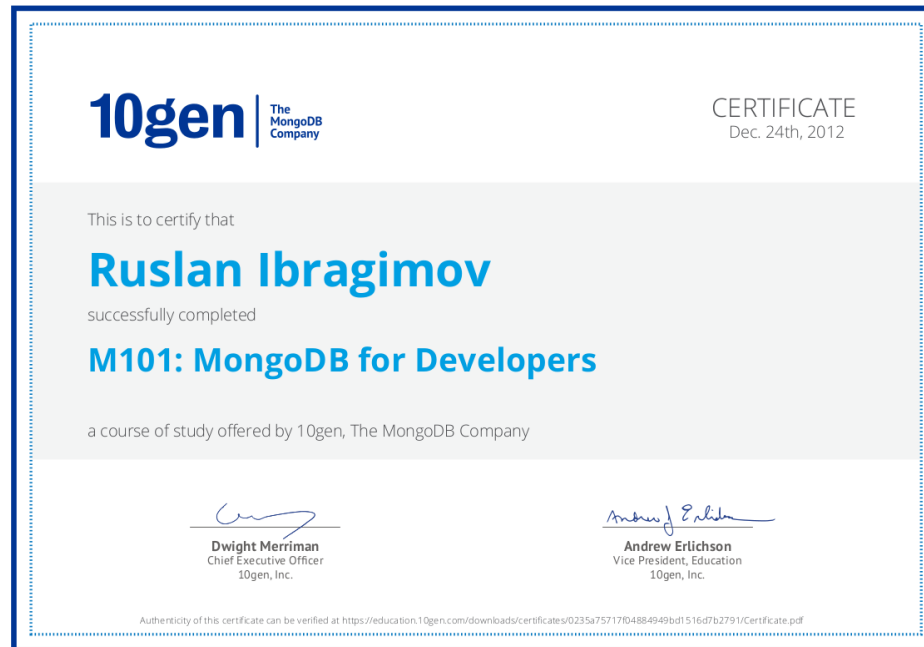 10gen
The
MongoDB
Company
CERTIFICATE
Dec. 24th, 2012
This is to certify that
Ruslan Ibragimov
successfully completed
M101: MongoDB for Developers
a course of study offered by 10gen, The MongoDB Company
Andrew J Erlichson
Dwight Merriman
Chief Executive Officer
10gen, Inc.
Andrew Erlichson
Vice President, Education
10gen, Inc.
Authenticity of this certificate can be verified at https://education.10gen.com/downloads/certificates/0235a75717f04884949bd1516d7b2791/Certificate.pdf